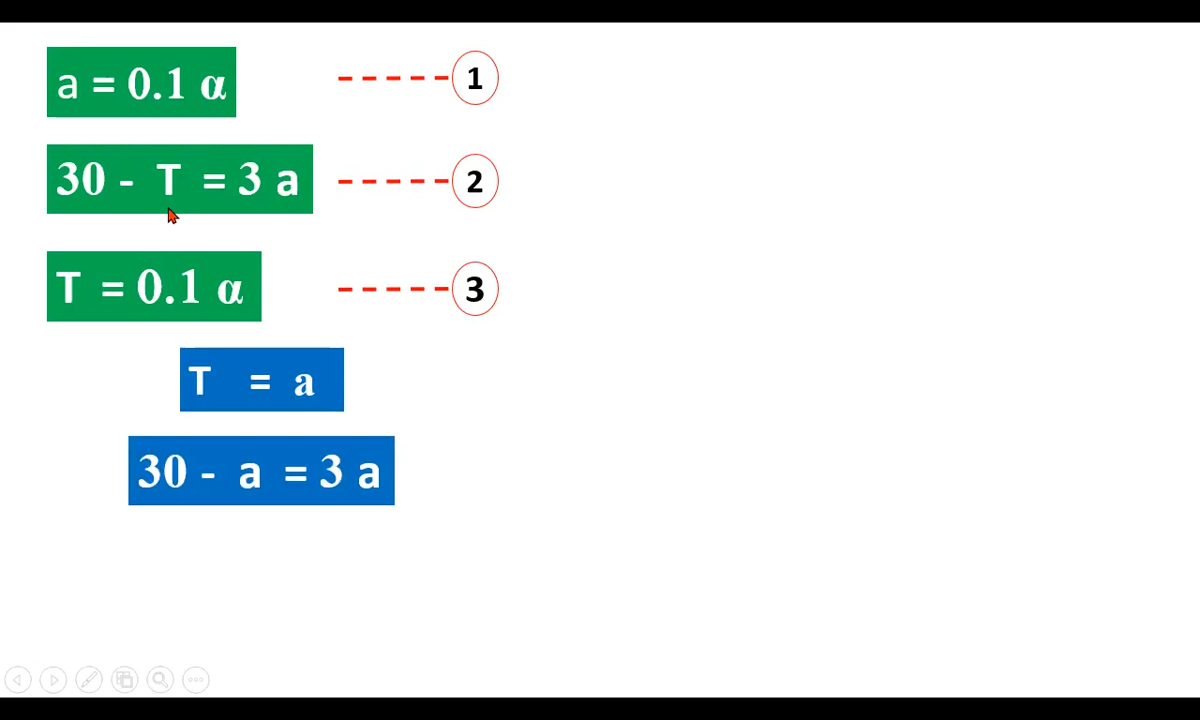 a = 0.1 α ------ 1
30 - T = 3 a ------ 2
T = 0.1 α ------ 3
T = a
30 - a = 3 a